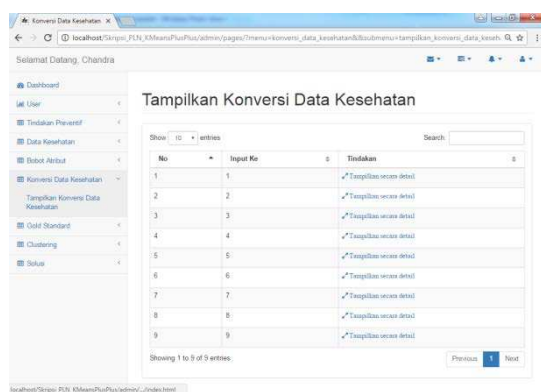 Konversi Data Kesehatan
localhost/Skripsi_PLN_KMeansPlusPlus/admin/pages/?menu=konversi_data_kesehatan&submenu=tampilkan_konversi_data_keseh
Selamat Datang, Chandra
Dashboard
User
Tindakan Preventif
Data Kesehatan
Bobot Atribut
Konversi Data Kesehatan
Tampilkan Konversi Data
Kesehatan
Gold Standard
Clustering
Solusi
Tampilkan Konversi Data Kesehatan
Show 10 entries Search:
No Input Ke Tindakan
1 1 Tampilkan secara detail
2 2 Tampilkan secara detail
3 3 Tampilkan secara detail
4 4 Tampilkan secara detail
5 5 Tampilkan secara detail
6 6 Tampilkan secara detail
7 7 Tampilkan secara detail
8 8 Tampilkan secara detail
9 9 Tampilkan secara detail
Showing 1 to 9 of 9 entries Previous 1 Next
localhost/Skripsi_PLN_KMeansPlusPlus/admin/../index.html